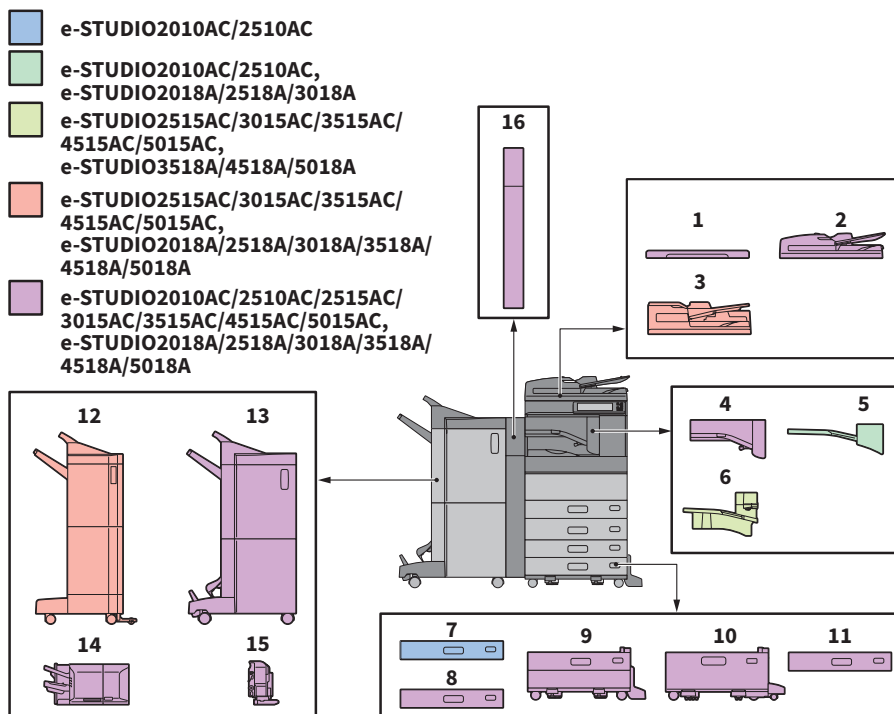 e-STUDIO2010AC/2510AC
e-STUDIO2010AC/2510AC,
e-STUDIO2018A/2518A/3018A
e-STUDIO2515AC/3015AC/3515AC/
4515AC/5015AC,
e-STUDIO3518A/4518A/5018A
e-STUDIO2515AC/3015AC/3515AC/
4515AC/5015AC,
e-STUDIO2018A/2518A/3018A/3518A/
4518A/5018A
e-STUDIO2010AC/2510AC/2515AC/
3015AC/3515AC/4515AC/5015AC,
e-STUDIO2018A/2518A/3018A/3518A/
4518A/5018A
16
1 2
3
4 5
6
12 13
14 15
7 9 10 11
8